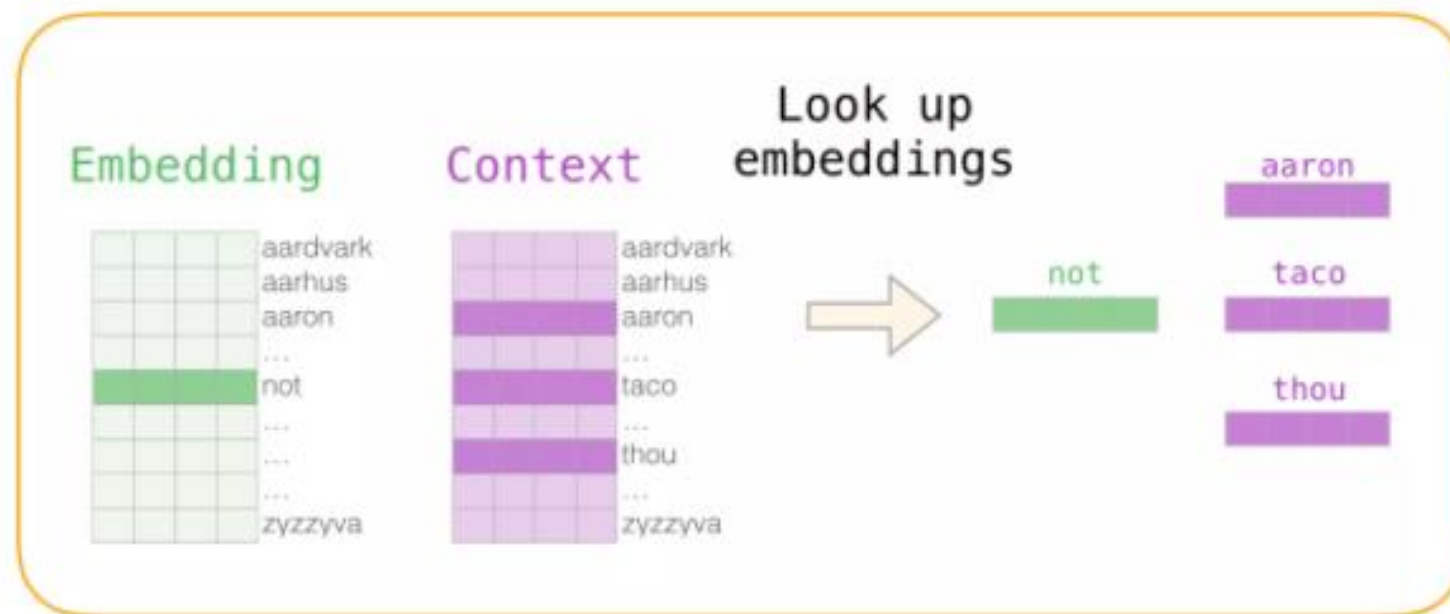 Embedding
aardvark
aarhus
aaron
...
not
...
...
...
zyzzyva
Context
aardvark
aarhus
aaron
...
taco
...
thou
...
zyzzyva
Look up
embeddings
not
aaron
taco
thou